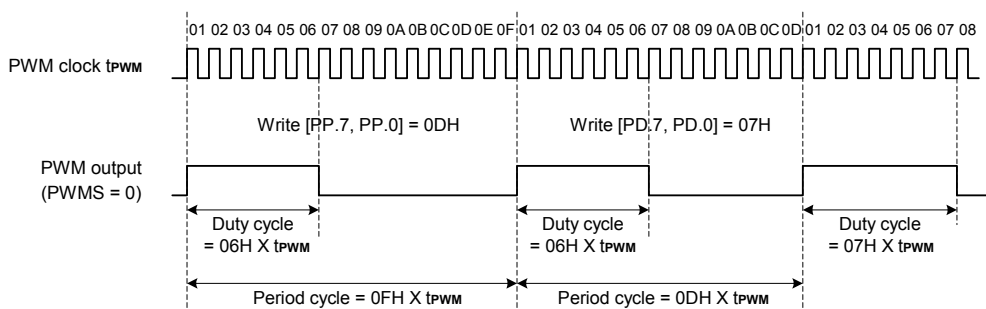 01 02 03 04 05 06 07 08 09 0A 0B 0C 0D 0E 0F 01 02 03 04 05 06 07 08 09 0A 0B 0C 0D 01 02 03 04 05 06 07 08
PWM clock tPWM
Write [PP.7, PP.0] = 0DH
Write [PD.7, PD.0] = 07H
PWM output
(PWMS = 0)
Duty cycle
= 06H X tPWM
Duty cycle
= 06H X tPWM
Duty cycle
= 07H X tPWM
Period cycle = 0FH X tPWM
Period cycle = 0DH X tPWM